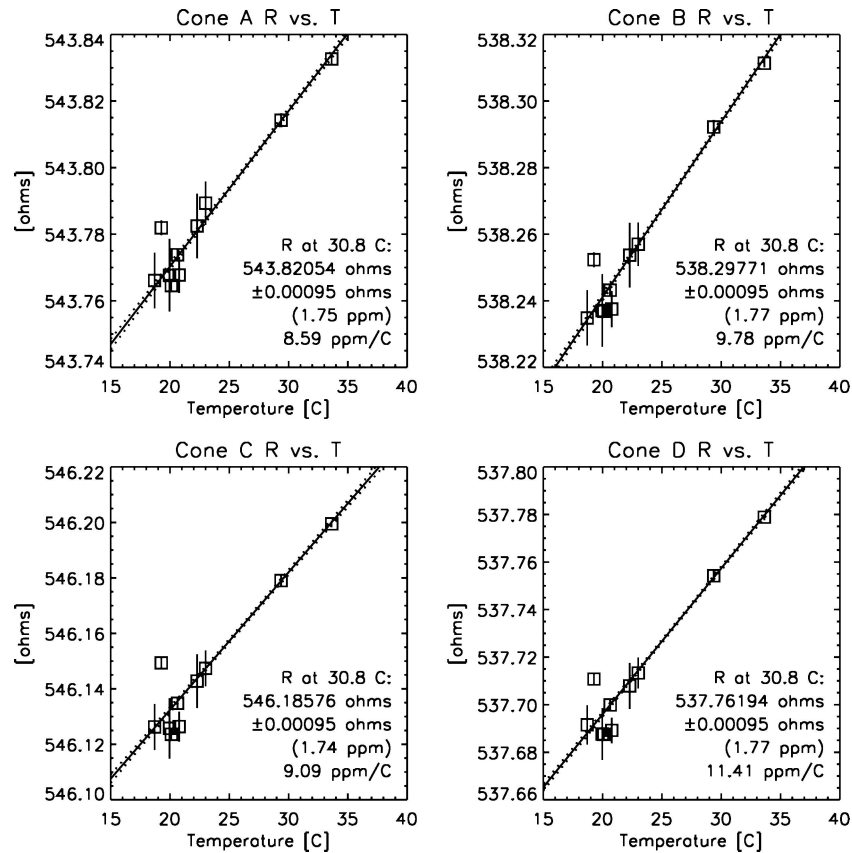 Cone A R vs. T
543.84
543.82
543.80
543.78
543.76
543.74
[ohms]
R at 30.8 C:
543.82054 ohms
±0.00095 ohms
(1.75 ppm)
8.59 ppm/C
15 20 25 30 35 40
Temperature [C]
Cone B R vs. T
538.32
538.30
538.28
538.26
538.24
538.22
[ohms]
R at 30.8 C:
538.29771 ohms
±0.00095 ohms
(1.77 ppm)
9.78 ppm/C
15 20 25 30 35 40
Temperature [C]
Cone C R vs. T
546.22
546.20
546.18
546.16
546.14
546.12
546.10
[ohms]
R at 30.8 C:
546.18576 ohms
±0.00095 ohms
(1.74 ppm)
9.09 ppm/C
15 20 25 30 35 40
Temperature [C]
Cone D R vs. T
537.80
537.78
537.76
537.74
537.72
537.70
537.68
537.66
[ohms]
R at 30.8 C:
537.76194 ohms
±0.00095 ohms
(1.77 ppm)
11.41 ppm/C
15 20 25 30 35 40
Temperature [C]